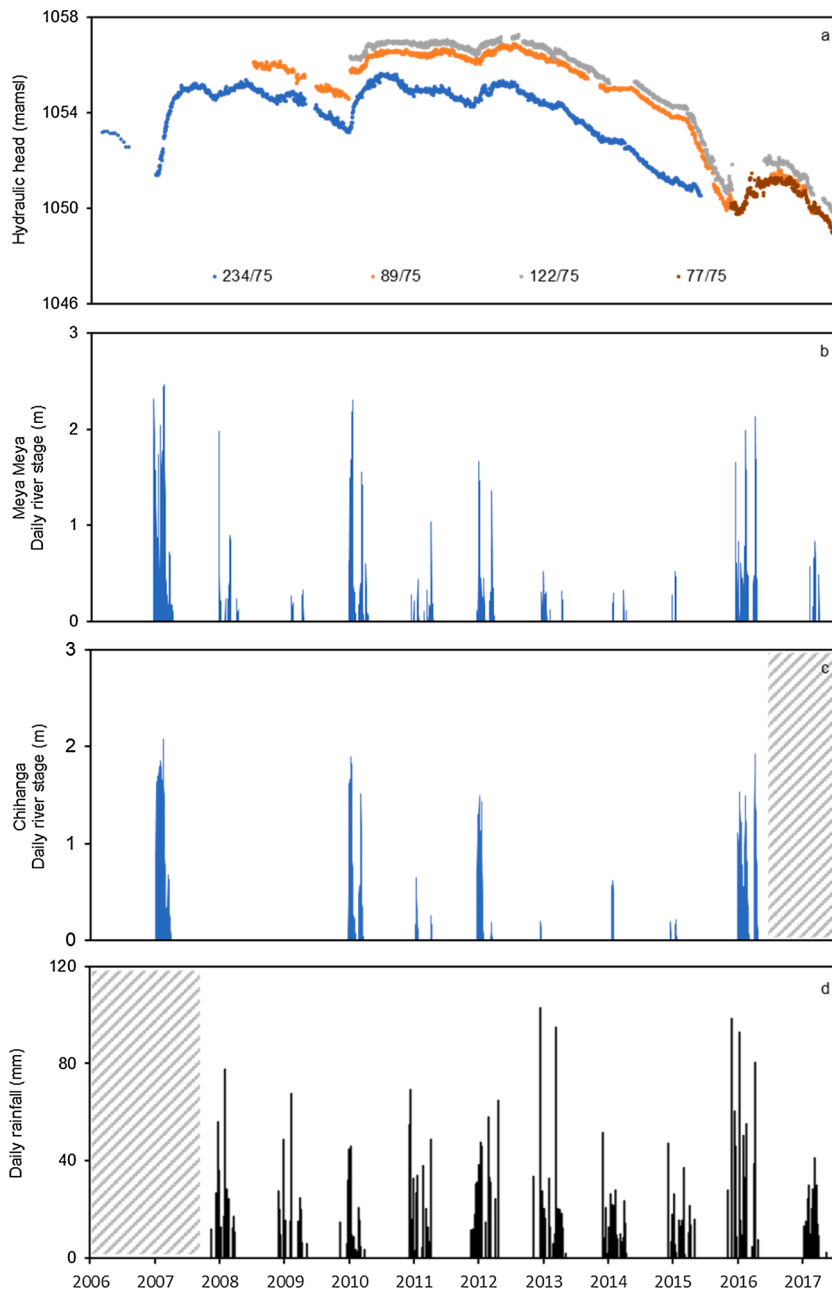 1058
a
1054
Hydraulic head (mamsl)
1050
234/75 89/75 122/75 77/75
1046
3
b
2
Meya Meya
Daily river stage (m)
1
0
3
c
2
Chihanga
Daily river stage (m)
1
0
120
d
80
Daily rainfall (mm)
40
0
2006 2007 2008 2009 2010 2011 2012 2013 2014 2015 2016 2017